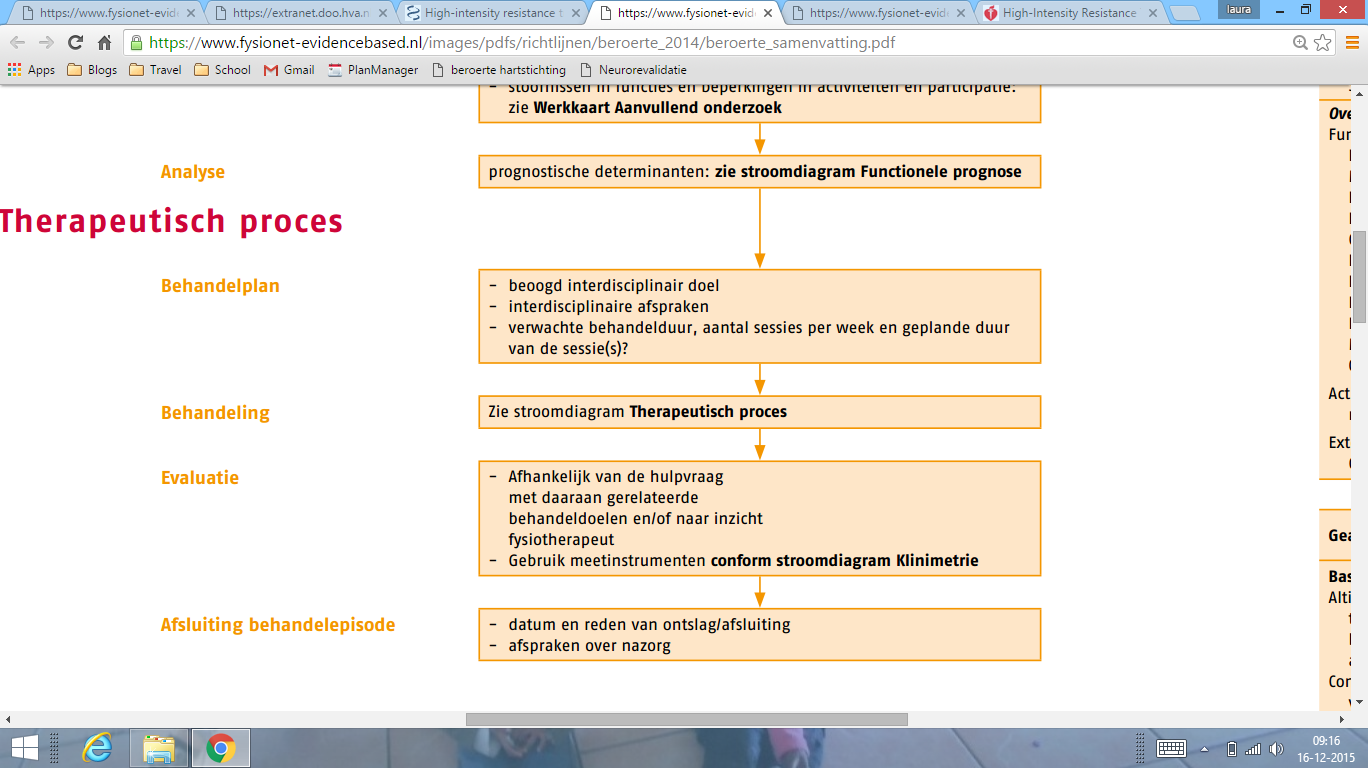 https://www.fysionet-evid
https://extranet.doo.hva.n
High-intensity resistance t
https://www.fysionet-evid
https://www.fysionet-evid
High-Intensity Resistance
laura
https://www.fysionet-evidencebased.nl/images/pdfs/richtlijnen/beroerte_2014/beroerte_samenvatting.pdf
Apps
Blogs
Travel
School
Gmail
PlanManager
beroerte hartstichting
Neurorevalidatie
- stoornissen in functies en beperkingen in activiteiten en participatie:
zie Werkkaart Aanvullend onderzoek
Analyse
prognostische determinanten: zie stroomdiagram Functionele prognose
Therapeutisch proces
Behandelplan
- beoogd interdisciplinair doel
- interdisciplinaire afspraken
- verwachte behandelduur, aantal sessies per week en geplande duur
van de sessie(s)?
Behandeling
Zie stroomdiagram Therapeutisch proces
Evaluatie
- Afhankelijk van de hulpvraag
met daaraan gerelateerde
behandeldoelen en/of naar inzicht
fysiotherapeut
- Gebruik meetinstrumenten conform stroomdiagram Klinimetrie
Afsluiting behandelepisode
- datum en reden van ontslag/afsluiting
- afspraken over nazorg
Ove
Fur
Act
Ext
Gea
Bas
Alti
t
Cor
09:16
16-12-2015